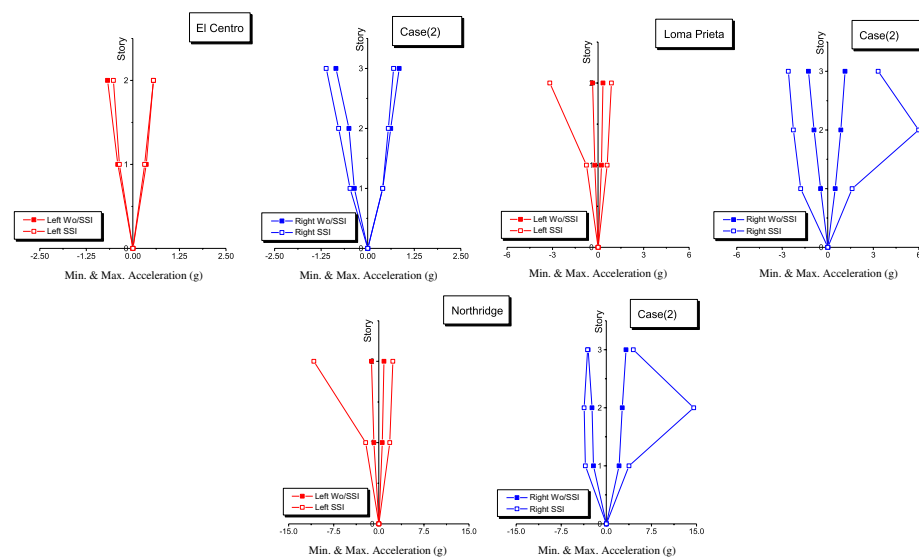 El Centro
Case(2)
Story
2
1
0
Left Wo/SSI
Left SSI
-2.50 -1.25 0.00 1.25 2.50
Min. & Max. Acceleration (g)
Story
3
2
1
0
Right Wo/SSI
Right SSI
-2.50 -1.25 0.00 1.25 2.50
Min. & Max. Acceleration (g)
Loma Prieta
Case(2)
Story
2
1
0
Left Wo/SSI
Left SSI
-6 -3 0 3 6
Min. & Max. Acceleration (g)
Story
3
2
1
0
Right Wo/SSI
Right SSI
-6 -3 0 3 6
Min. & Max. Acceleration (g)
Northridge
Case(2)
Story
2
1
0
Left Wo/SSI
Left SSI
-15.0 -7.5 0.0 7.5 15.0
Min. & Max. Acceleration (g)
Story
3
2
1
0
Right Wo/SSI
Right SSI
-15.0 -7.5 0.0 7.5 15.0
Min. & Max. Acceleration (g)